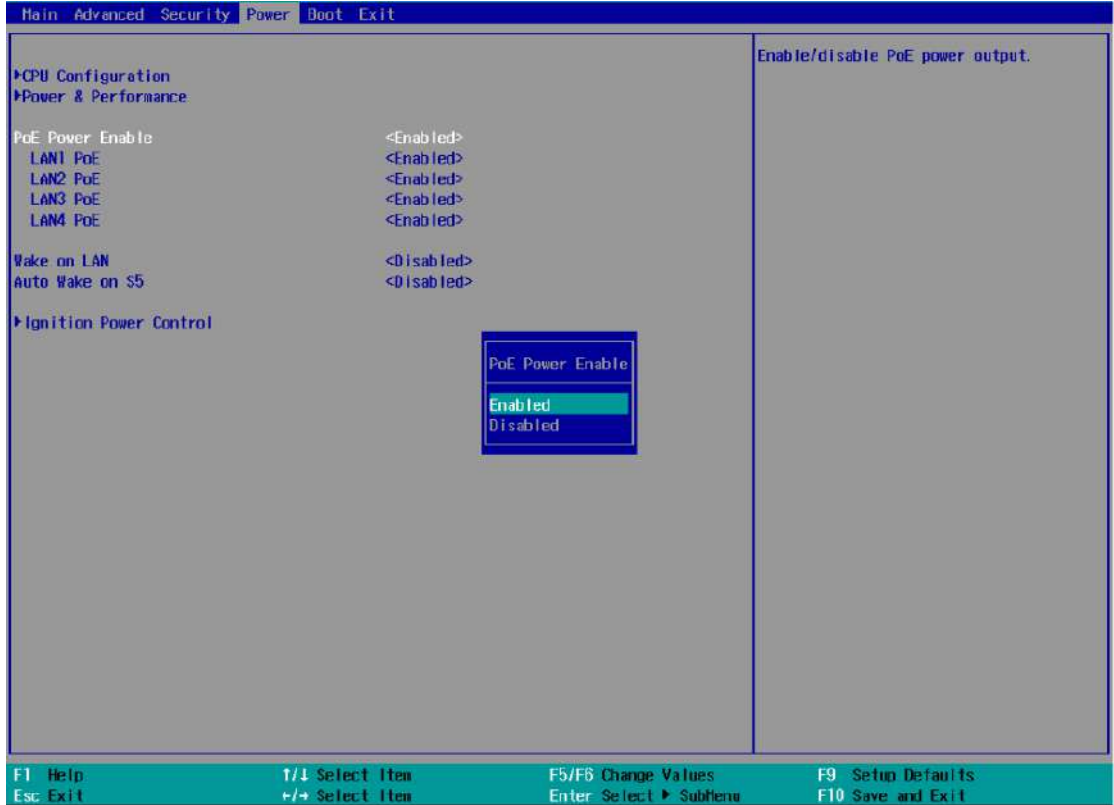 Main Advanced Security Power Boot Exit
Enable/disable PoE power output.
▶CPU Configuration
▶Power & Performance
PoE Power Enable <Enabled>
LAN1 PoE <Enabled>
LAN2 PoE <Enabled>
LAN3 PoE <Enabled>
LAN4 PoE <Enabled>
Wake on LAN <Disabled>
Auto Wake on S5 <Disabled>
▶Ignition Power Control
PoE Power Enable
Enabled
Disabled
F1 Help ↑/↓ Select Item F5/F6 Change Values F9 Setup Defaults
Esc Exit ←/→ Select Item Enter Select ▶ SubMenu F10 Save and Exit